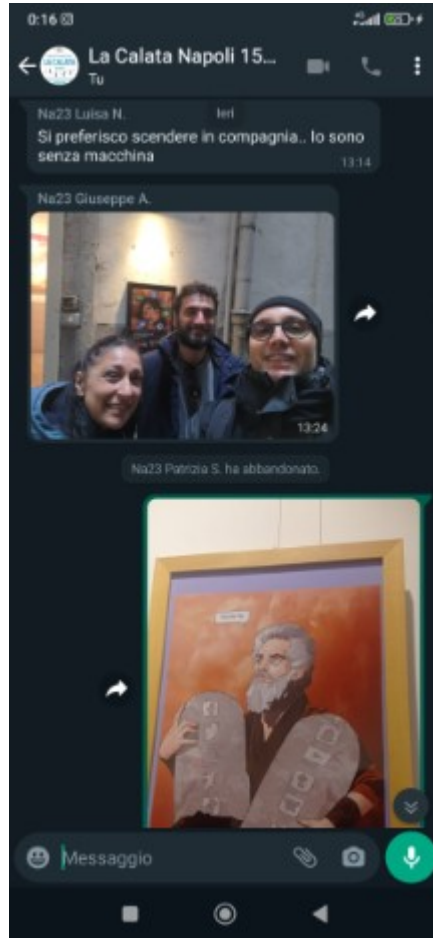 0:16
La Calata Napoli 15...
Tu
Na23 Luisa N.
Ieri
Si preferisco scendere in compagnia.. Io sono
senza macchina
13:14
Na23 Giuseppe A.
13:24
Na23 Patrizia S. ha abbandonato.
Messaggio